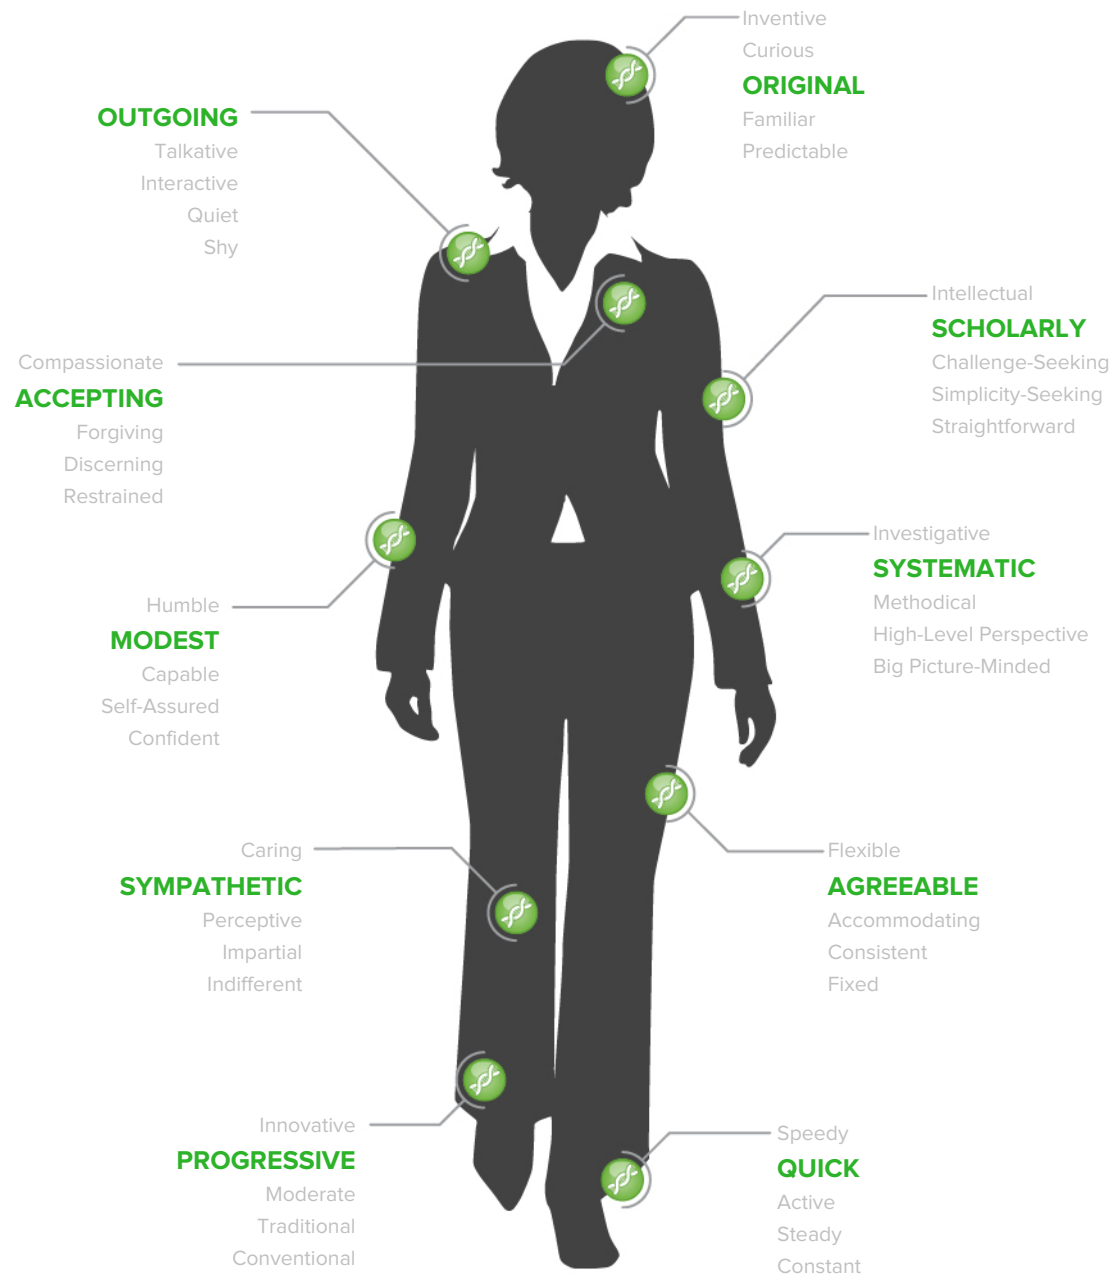 Inventive
Curious
ORIGINAL
Familiar
Predictable
OUTGOING
Talkative
Interactive
Quiet
Shy
Intellectual
SCHOLARLY
Challenge-Seeking
Simplicity-Seeking
Straightforward
Compassionate
ACCEPTING
Forgiving
Discerning
Restrained
Investigative
SYSTEMATIC
Methodical
High-Level Perspective
Big Picture-Minded
Humble
MODEST
Capable
Self-Assured
Confident
Caring
SYMPATHETIC
Perceptive
Impartial
Indifferent
Flexible
AGREEABLE
Accommodating
Consistent
Fixed
Innovative
PROGRESSIVE
Moderate
Traditional
Conventional
Speedy
QUICK
Active
Steady
Constant